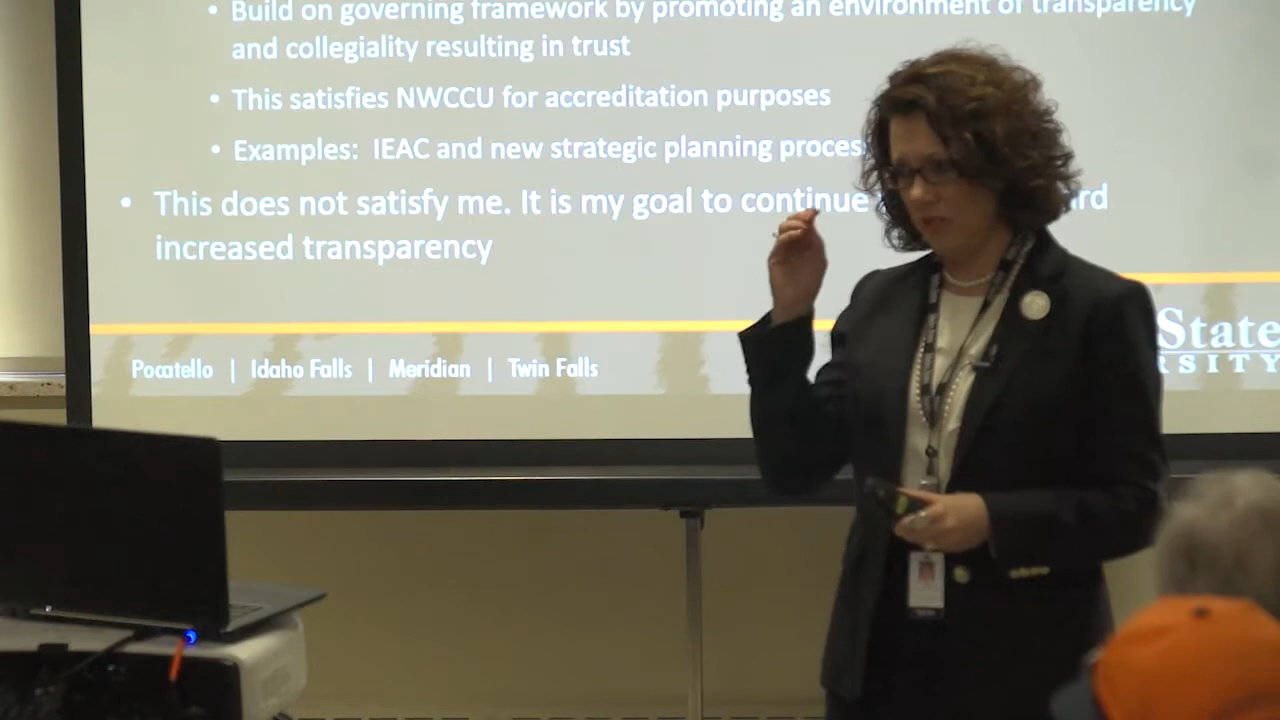 • Build on governing framework by promoting an environment of transparency
and collegiality resulting in trust
• This satisfies NWCCU for accreditation purposes
• Examples: IEAC and new strategic planning proces
• This does not satisfy me. It is my goal to continue
increased transparency
Pocatello | Idaho Falls | Meridian | Twin Falls
State
RSITY